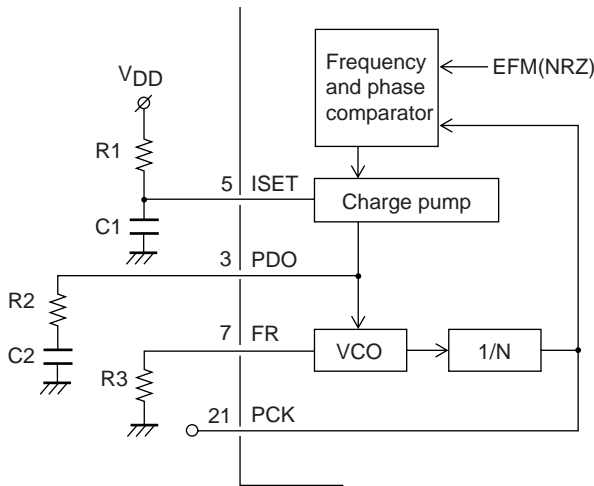 Frequency
and phase
comparator
EFM(NRZ)
VDD
R1
5 ISET
Charge pump
C1
3 PDO
R2
7 FR
VCO
1/N
C2
R3
21 PCK